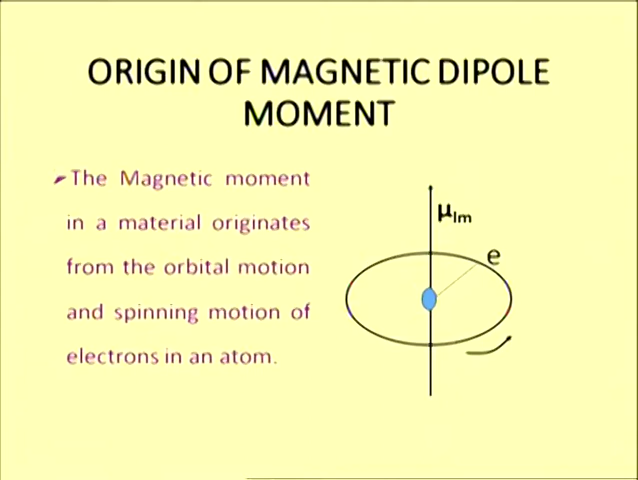 ORIGIN OF MAGNETIC DIPOLE
MOMENT
The Magnetic moment
in a material originates
from the orbital motion
and spinning motion of
electrons in an atom.
μlm
e